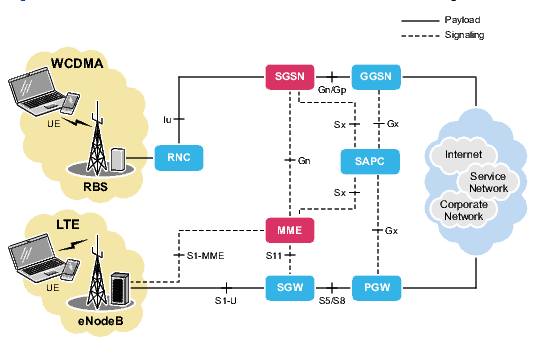 Payload
Signaling
WCDMA
UE
RBS
RNC
Iu
SGSN
Gn/Gp
GGSN
Sx
Gx
Gn
SAPC
Sx
Gx
Internet
Service
Network
Corporate
Network
LTE
UE
eNodeB
MME
S1-MME
S11
S1-U
SGW
S5/S8
PGW